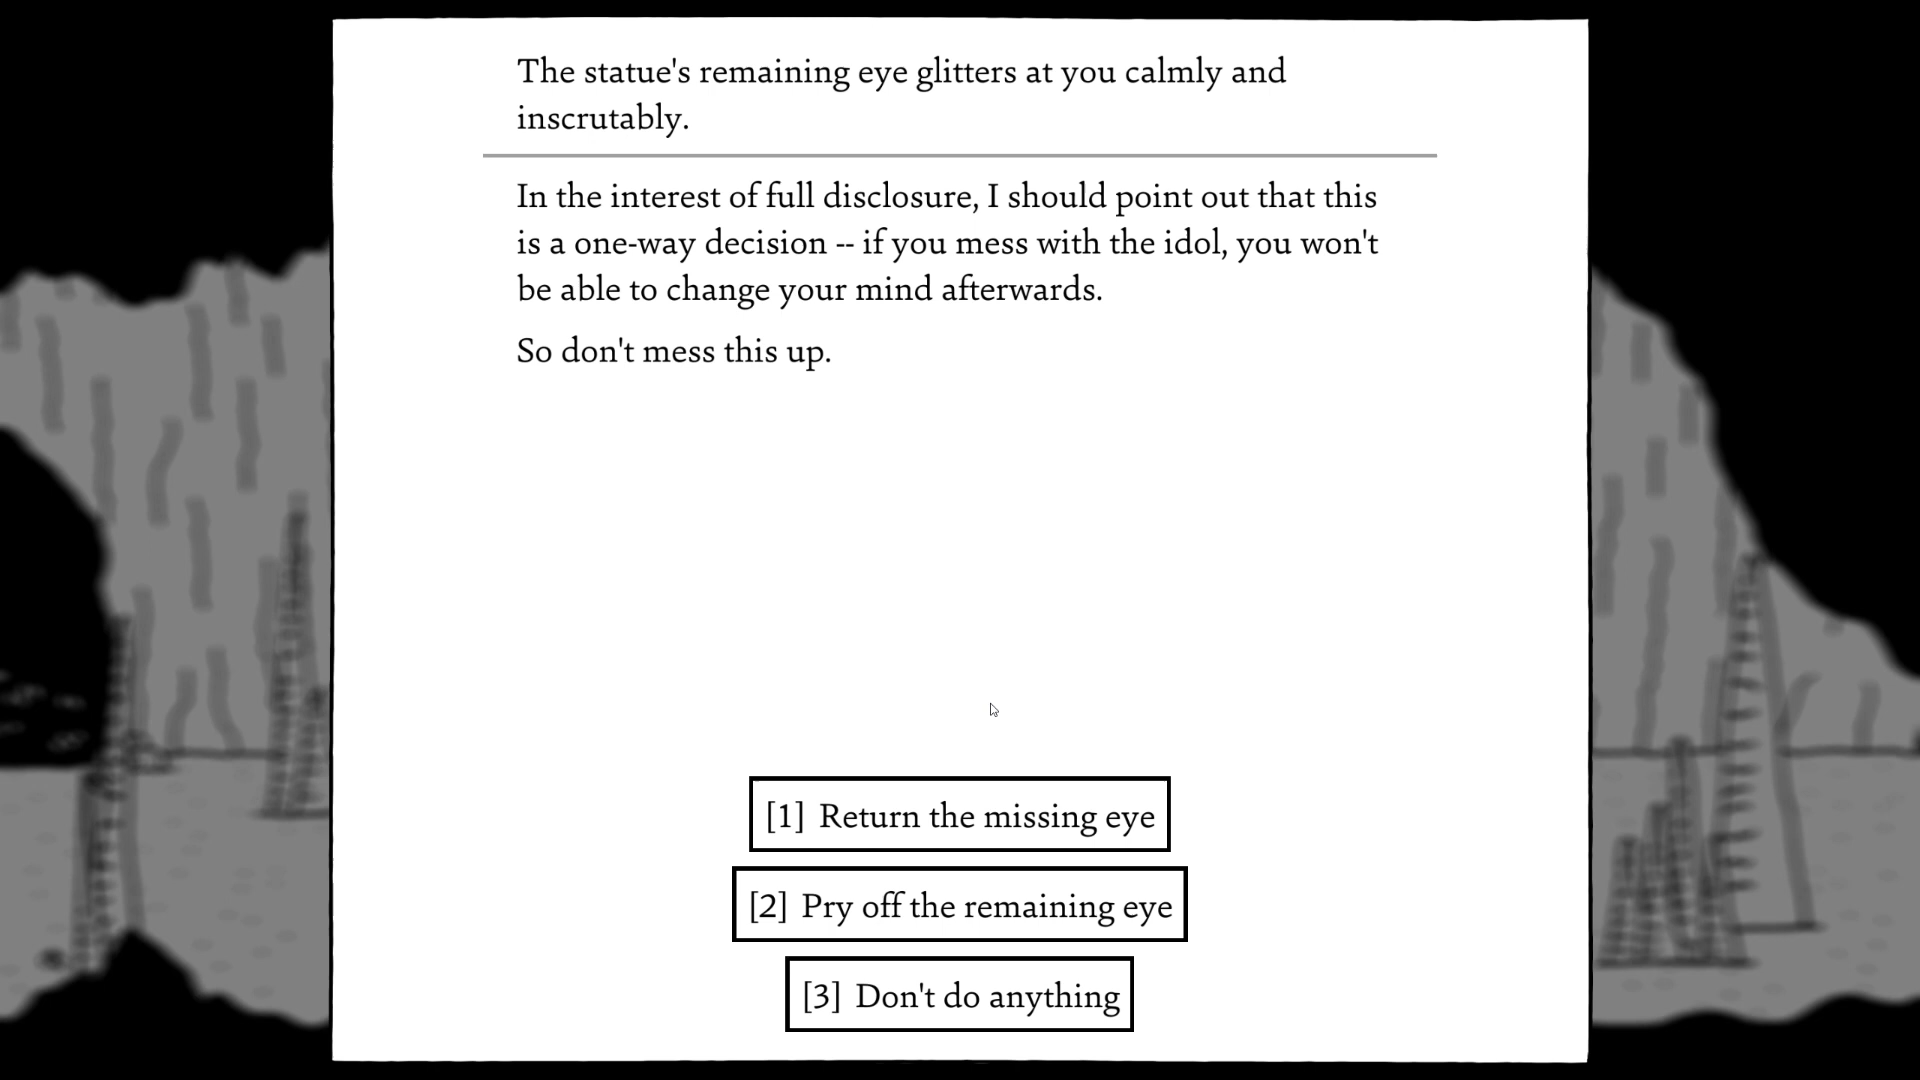 The statue's remaining eye glitters at you calmly and
inscrutably.
In the interest of full disclosure, I should point out that this
is a one-way decision -- if you mess with the idol, you won't
be able to change your mind afterwards.
So don't mess this up.
[1] Return the missing eye
[2] Pry off the remaining eye
[3] Don't do anything